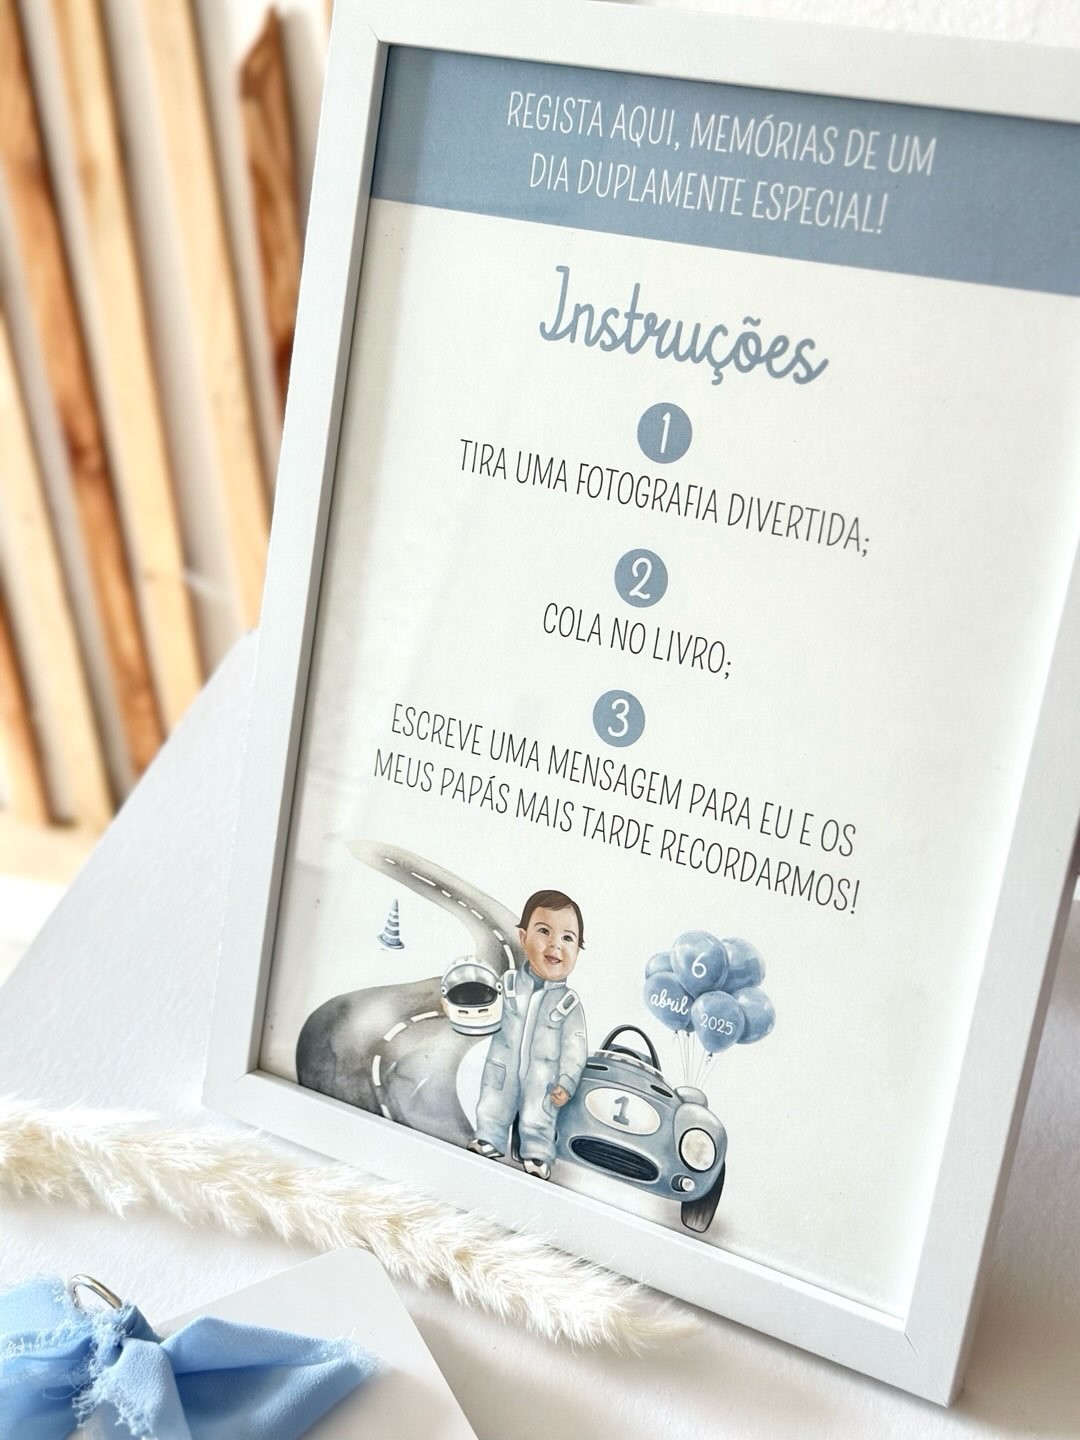 REGISTA AQUI, MEMÓRIAS DE UM
DIA DUPLAMENTE ESPECIAL!
Instruções
1
TIRA UMA FOTOGRAFIA DIVERTIDA;
2
COLA NO LIVRO;
3
ESCREVE UMA MENSAGEM PARA EU E OS
MEUS PAPÁS MAIS TARDE RECORDARMOS!
6
abril
2025
1